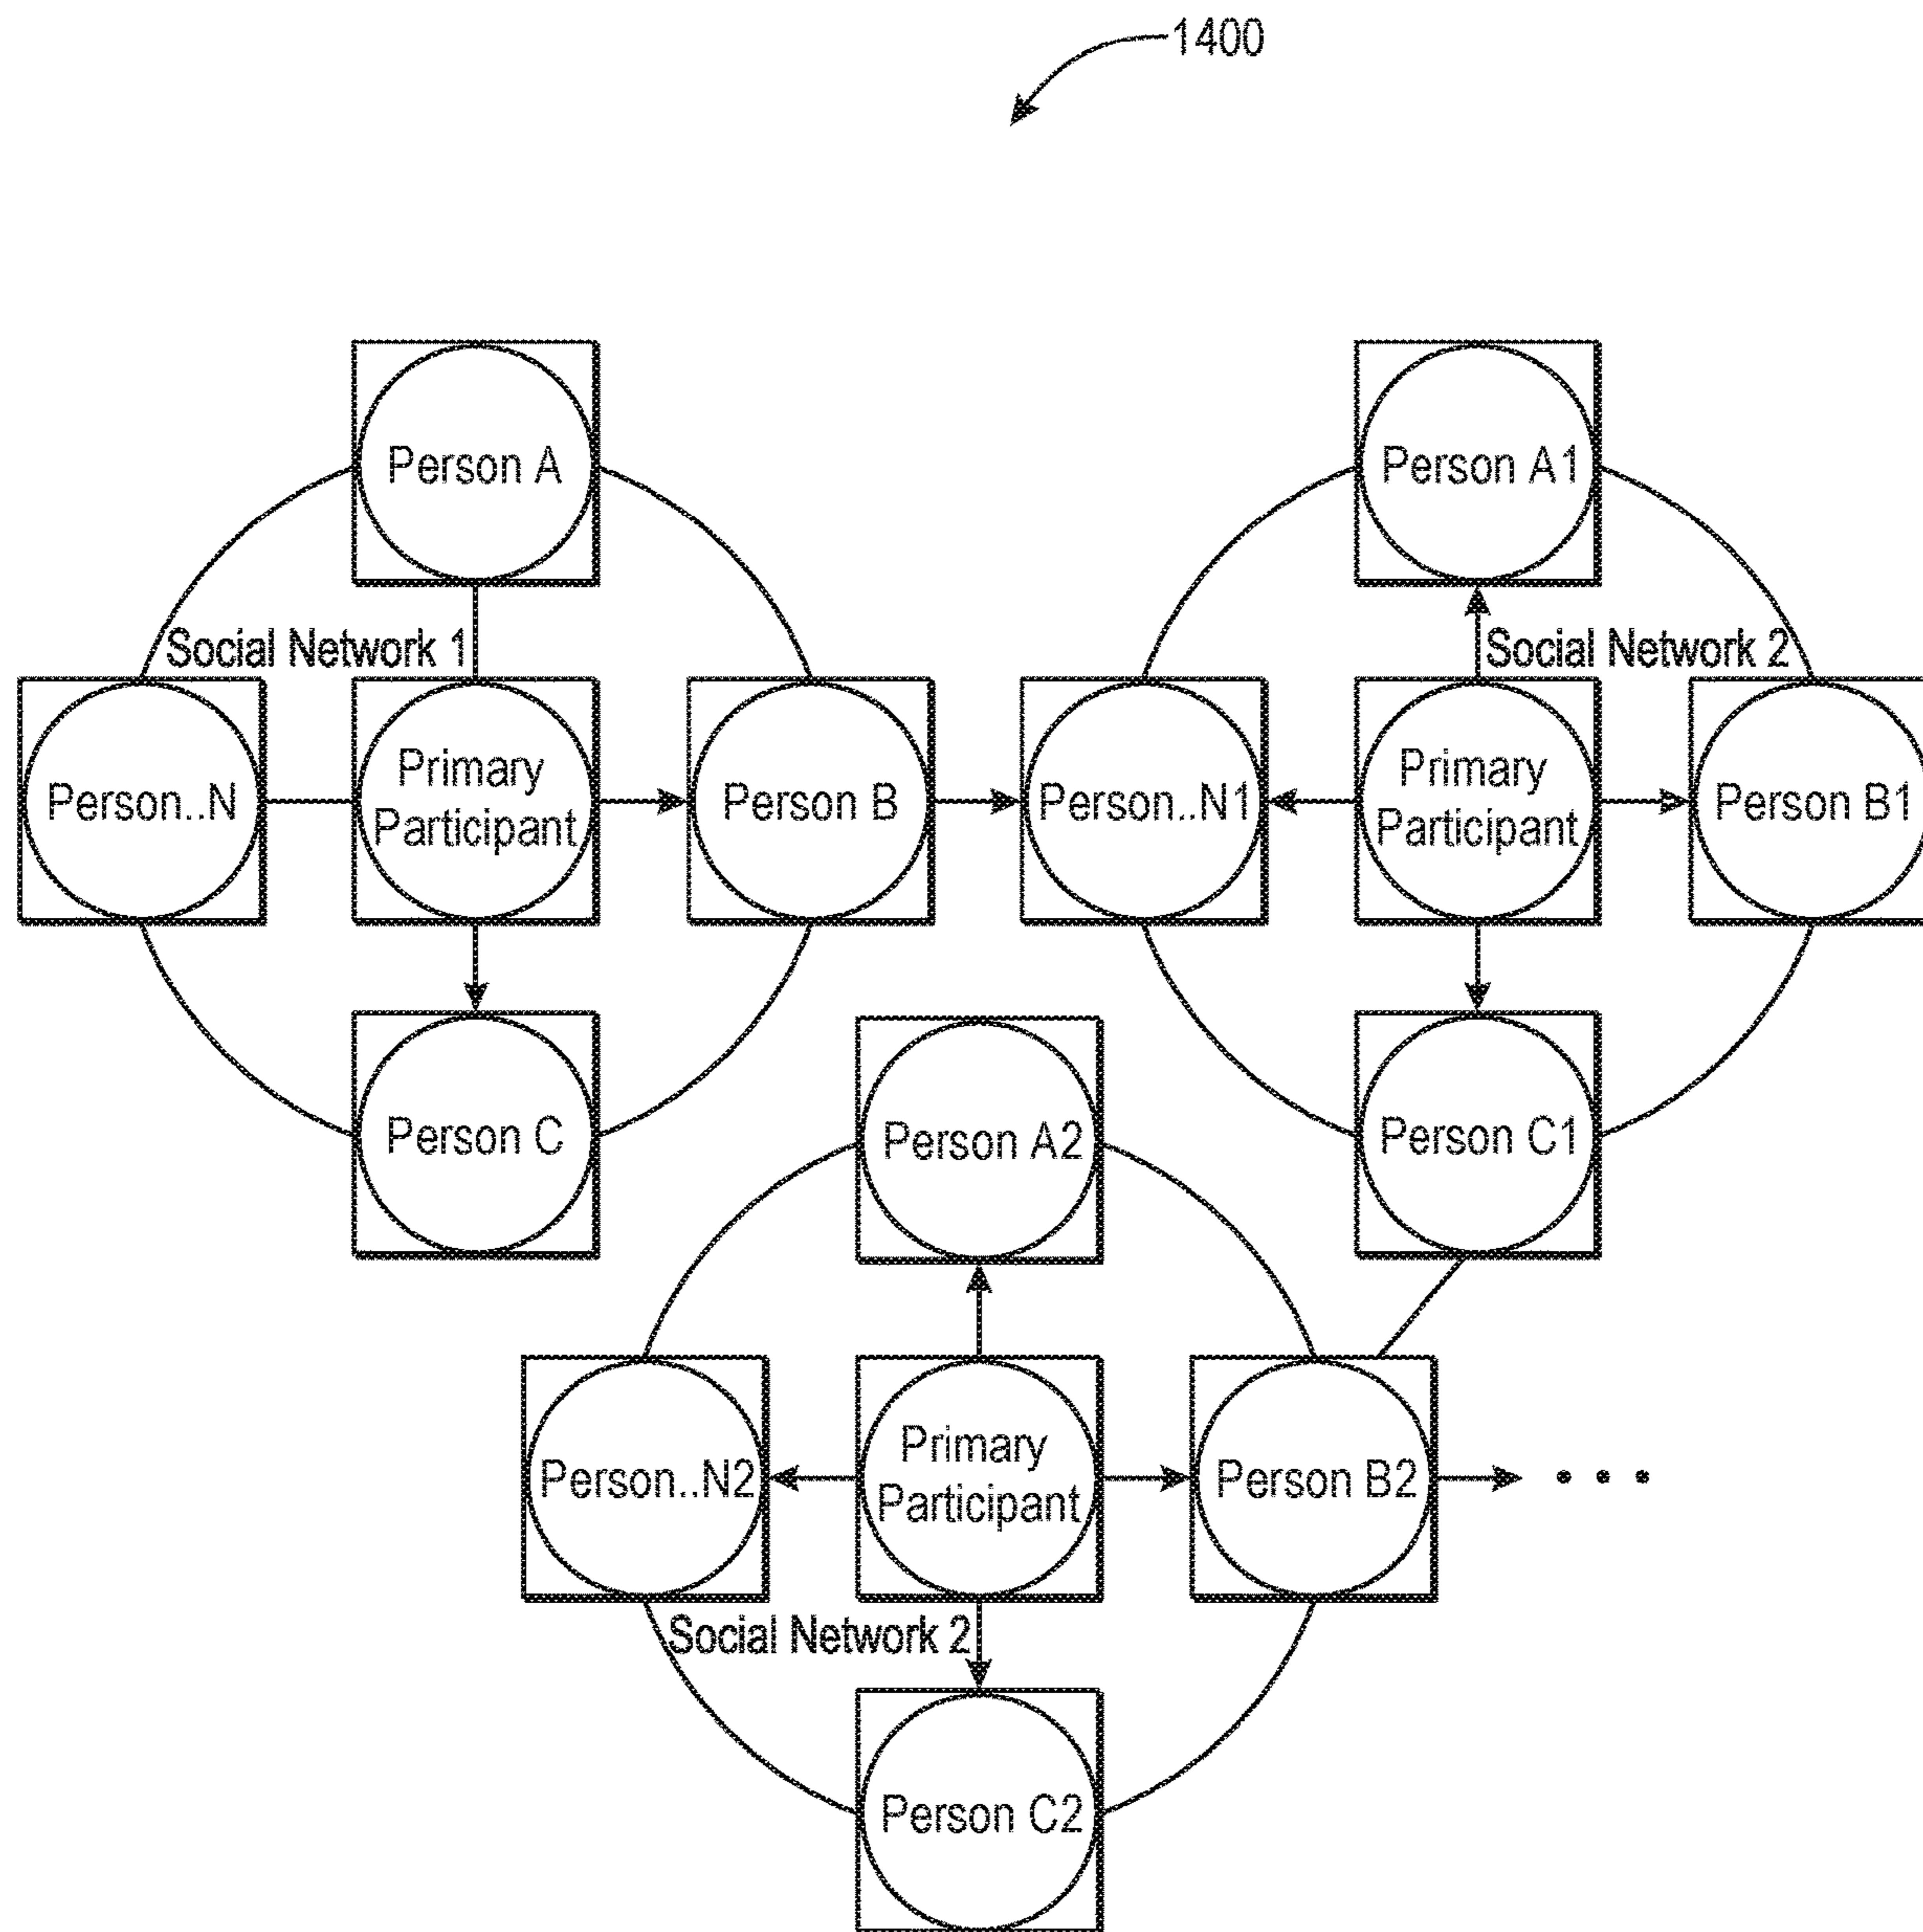 1400
Person A
Person A1
Social Network 1
Social Network 2
Person..N
Primary
Participant
Person B
Person..N1
Primary
Participant
Person B1
Person C
Person A2
Person C1
Person..N2
Primary
Participant
Person B2
• • •
Social Network 2
Person C2